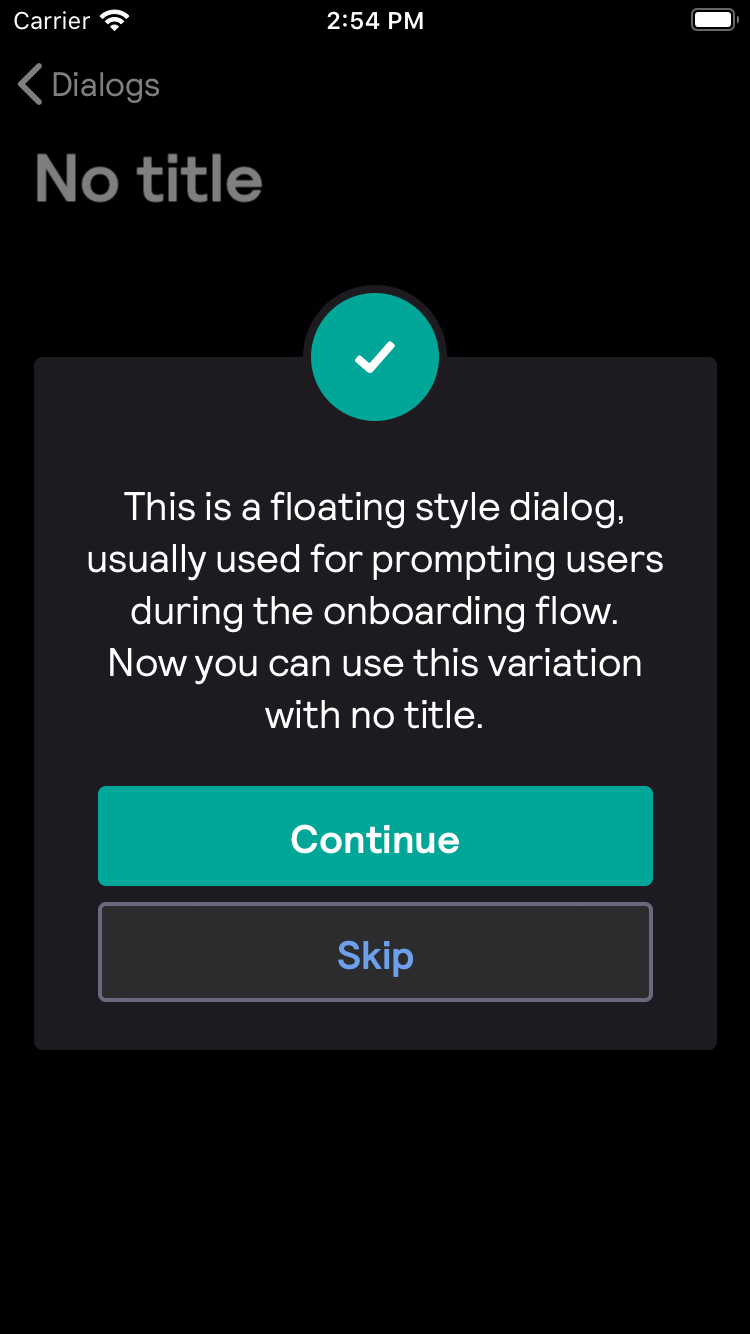 Carrier
2:54 PM
Dialogs
No title
This is a floating style dialog,
usually used for prompting users
during the onboarding flow.
Now you can use this variation
with no title.
Continue
Skip